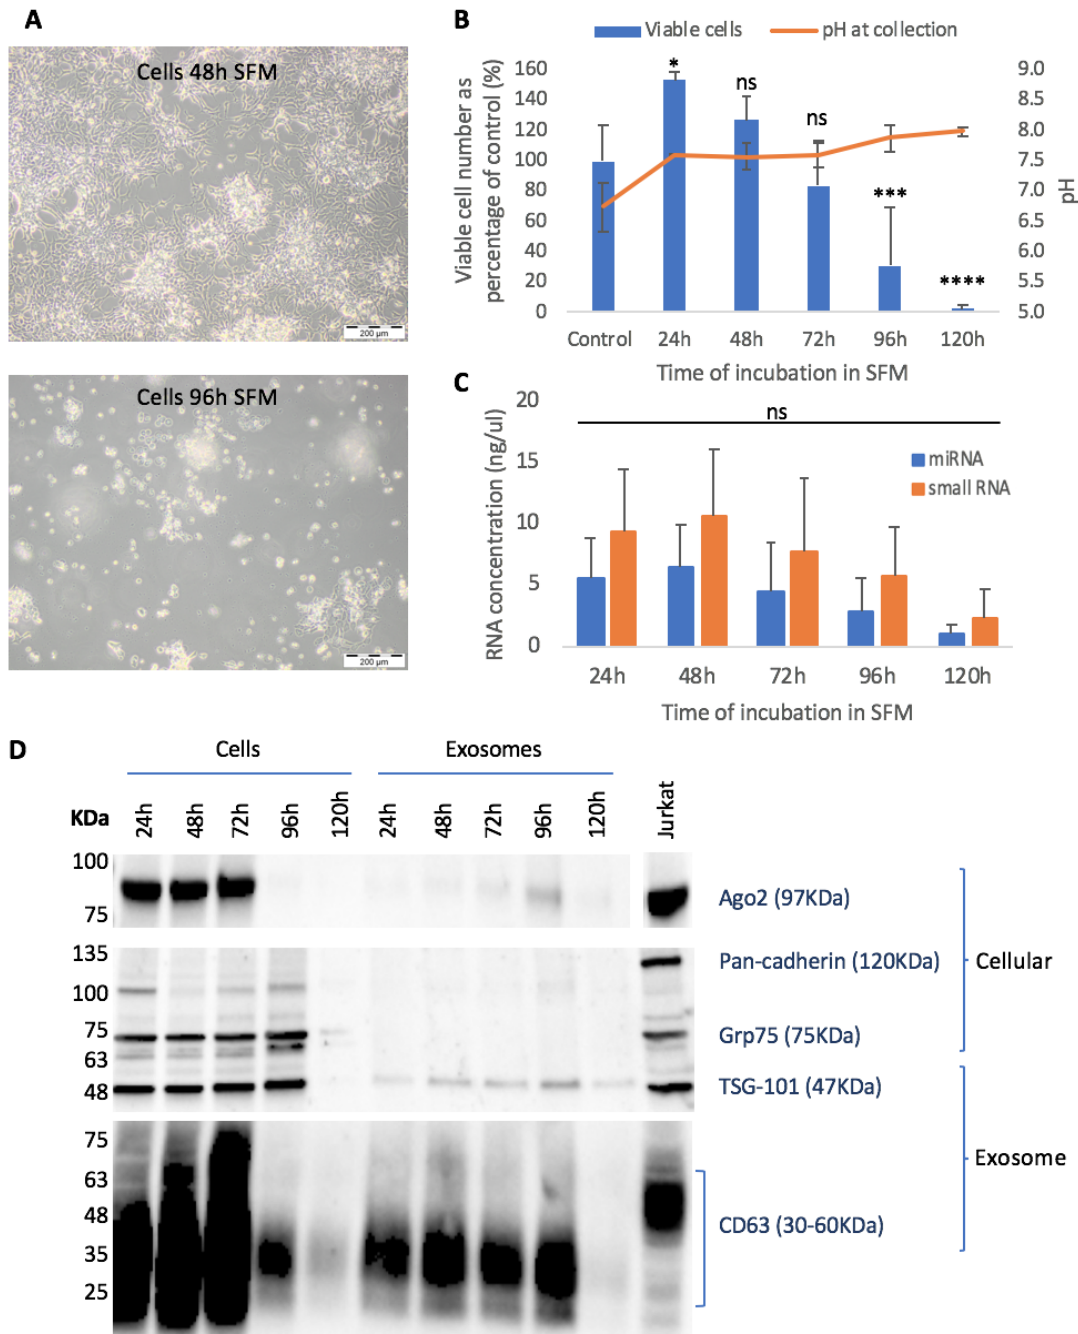 A
Cells 48h SFM
200 µm
Cells 96h SFM
200 µm
B
Viable cells
pH at collection
Viable cell number as
percentage of control (%)
160
140
120
100
80
60
40
20
0
*
ns
ns
***
****
9.0
8.5
8.0
7.5
7.0
6.5
6.0
5.5
5.0
pH
Control 24h 48h 72h 96h 120h
Time of incubation in SFM
C
RNA concentration (ng/ul)
20
15
10
5
0
ns
miRNA
small RNA
24h 48h 72h 96h 120h
Time of incubation in SFM
D
Cells Exosomes
KDa 24h 48h 72h 96h 120h 24h 48h 72h 96h 120h Jurkat
100
75
Ago2 (97KDa)
135
100
75
63
48
Pan-cadherin (120KDa)
Grp75 (75KDa)
TSG-101 (47KDa)
Cellular
75
63
48
35
25
CD63 (30-60KDa)
Exosome